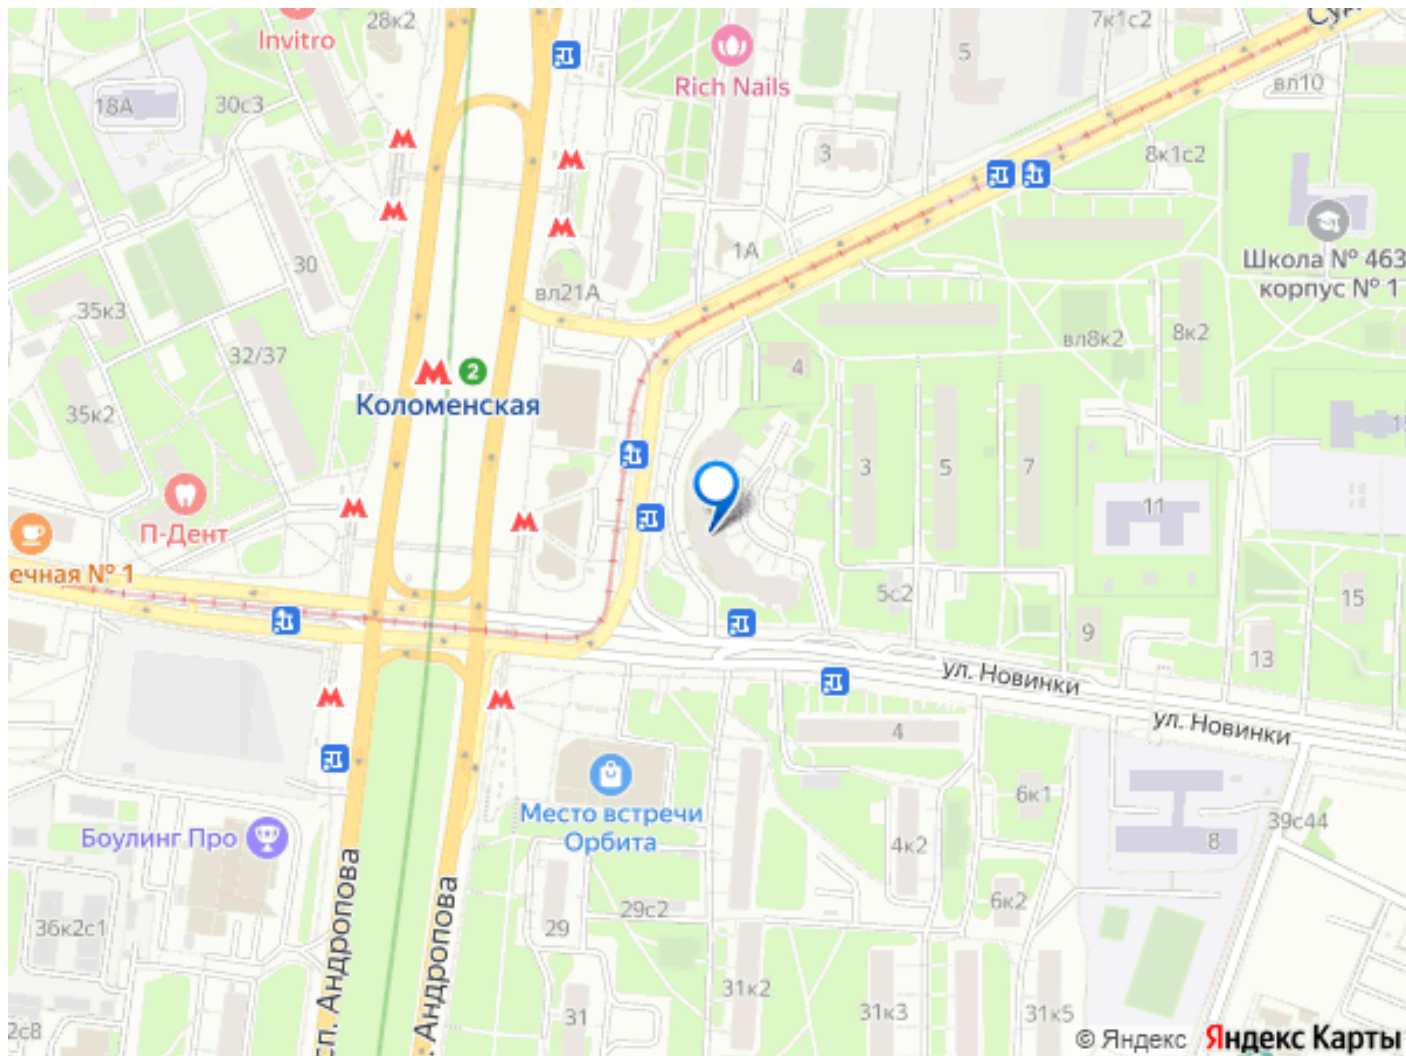 28к2
Invitro
7к1с2
5
Rich Nails
вл10
18А
30с3
3
8к1с2
1А
Школа № 463
корпус № 1
30
вл21А
35к3
32/37
вл8к2
8к2
2
4
Коломенская
35к2
3
5
7
11
П-Дент
ечная № 1
5с2
15
9
13
ул. Новинки
ул. Новинки
4
Место встречи
Орбита
6к1
39с44
Боулинг Про
4к2
8
36к2с1
29с2
6к2
29
сп. Андропова
. Андропова
31к2
31
31к3
31к5
2с8
© Яндекс Яндекс Карты